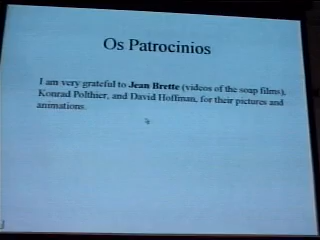 Os Patrocinios
I am very grateful to Jean Brette (videos of the soap films),
Konrad Polthier, and David Hoffman, for their pictures and
animations.